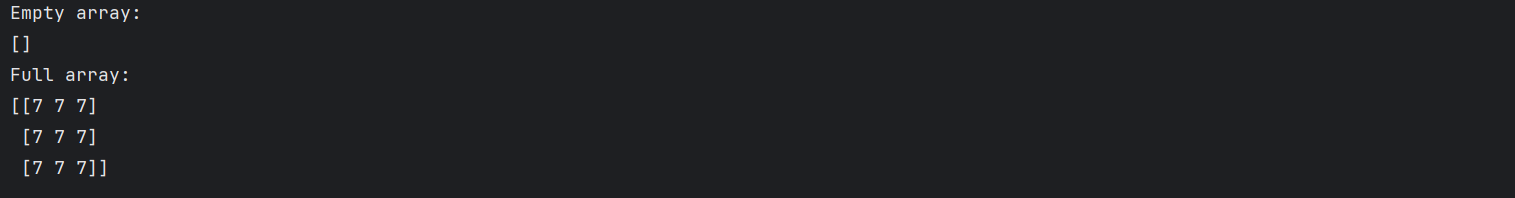 Empty array:
[]
Full array:
[[7 7 7]
 [7 7 7]
 [7 7 7]]